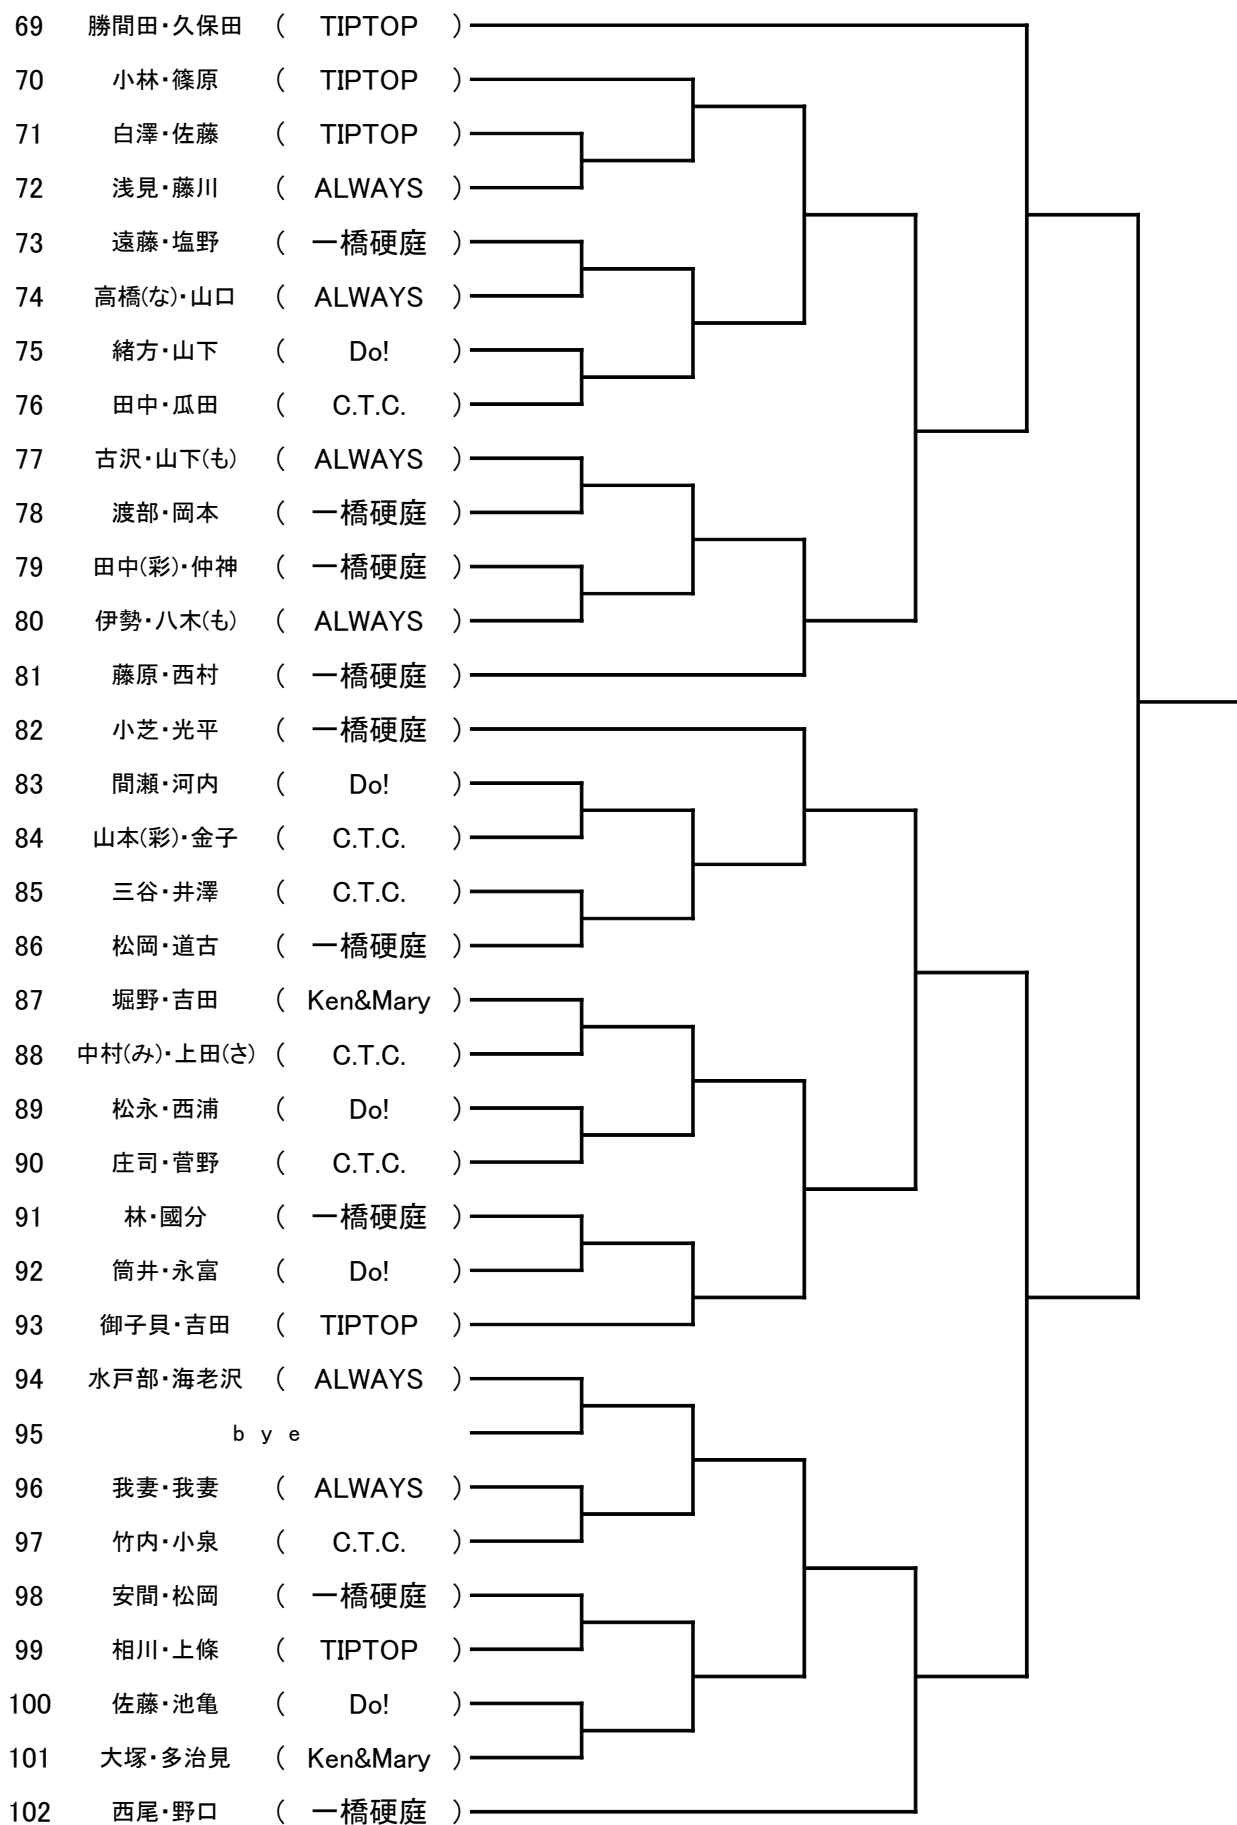 69 勝間田・久保田 ( TIPTOP )
70 小林・篠原 ( TIPTOP )
71 白澤・佐藤 ( TIPTOP )
72 浅見・藤川 ( ALWAYS )
73 遠藤・塩野 ( 一橋硬庭 )
74 高橋(な)・山口 ( ALWAYS )
75 緒方・山下 ( Do! )
76 田中・瓜田 ( C.T.C. )
77 古沢・山下(も) ( ALWAYS )
78 渡部・岡本 ( 一橋硬庭 )
79 田中(彩)・仲神 ( 一橋硬庭 )
80 伊勢・八木(も) ( ALWAYS )
81 藤原・西村 ( 一橋硬庭 )
82 小芝・光平 ( 一橋硬庭 )
83 間瀬・河内 ( Do! )
84 山本(彩)・金子 ( C.T.C. )
85 三谷・井澤 ( C.T.C. )
86 松岡・道古 ( 一橋硬庭 )
87 堀野・吉田 ( Ken&Mary )
88 中村(み)・上田(さ) ( C.T.C. )
89 松永・西浦 ( Do! )
90 庄司・菅野 ( C.T.C. )
91 林・國分 ( 一橋硬庭 )
92 筒井・永富 ( Do! )
93 御子貝・吉田 ( TIPTOP )
94 水戸部・海老沢 ( ALWAYS )
95 bye
96 我妻・我妻 ( ALWAYS )
97 竹内・小泉 ( C.T.C. )
98 安間・松岡 ( 一橋硬庭 )
99 相川・上條 ( TIPTOP )
100 佐藤・池亀 ( Do! )
101 大塚・多治見 ( Ken&Mary )
102 西尾・野口 ( 一橋硬庭 )